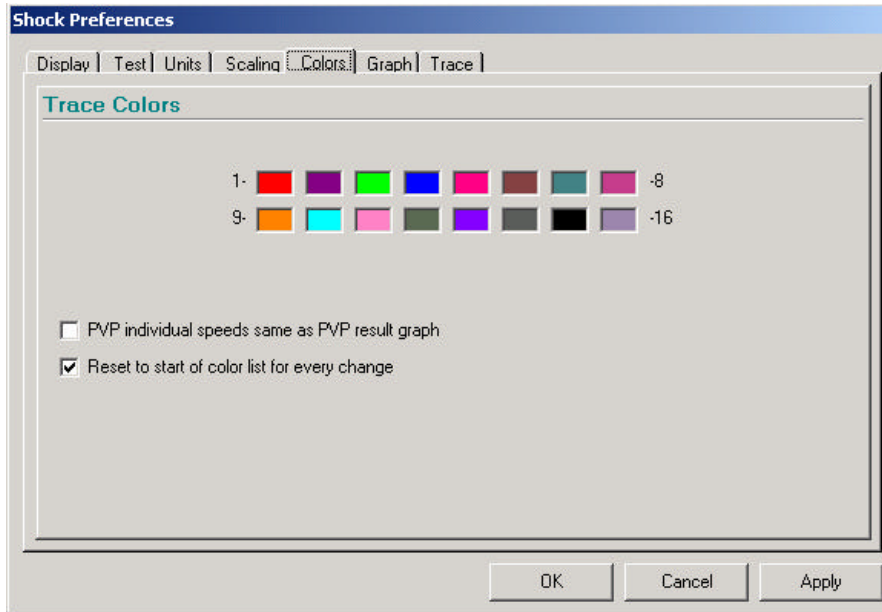 Shock Preferences
Display Test Units Scaling Colors Graph Trace
Trace Colors
1- -8
9- -16
PVP individual speeds same as PVP result graph
Reset to start of color list for every change
OK Cancel Apply